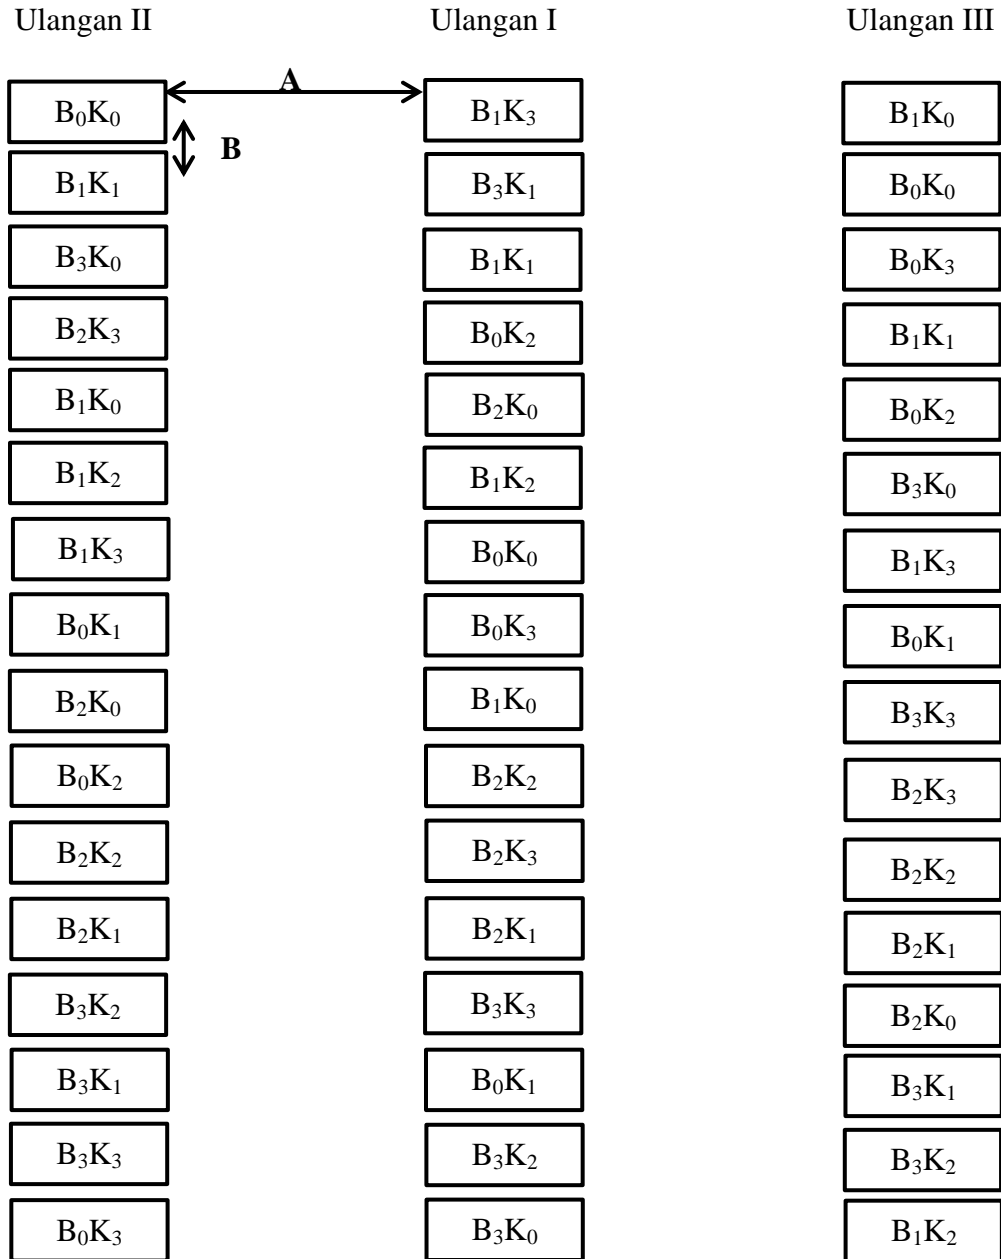 Ulangan II Ulangan I Ulangan III
A
B₀K₀ B₁K₃ B₁K₀
B
B₁K₁ B₃K₁ B₀K₀
B₃K₀ B₁K₁ B₀K₃
B₂K₃ B₀K₂ B₁K₁
B₁K₀ B₂K₀ B₀K₂
B₁K₂ B₁K₂ B₃K₀
B₁K₃ B₀K₀ B₁K₃
B₀K₁ B₀K₃ B₀K₁
B₂K₀ B₁K₀ B₃K₃
B₀K₂ B₂K₂ B₂K₃
B₂K₂ B₂K₃ B₂K₂
B₂K₁ B₂K₁ B₂K₁
B₃K₂ B₃K₃ B₂K₀
B₃K₁ B₀K₁ B₃K₁
B₃K₃ B₃K₂ B₃K₂
B₀K₃ B₃K₀ B₁K₂